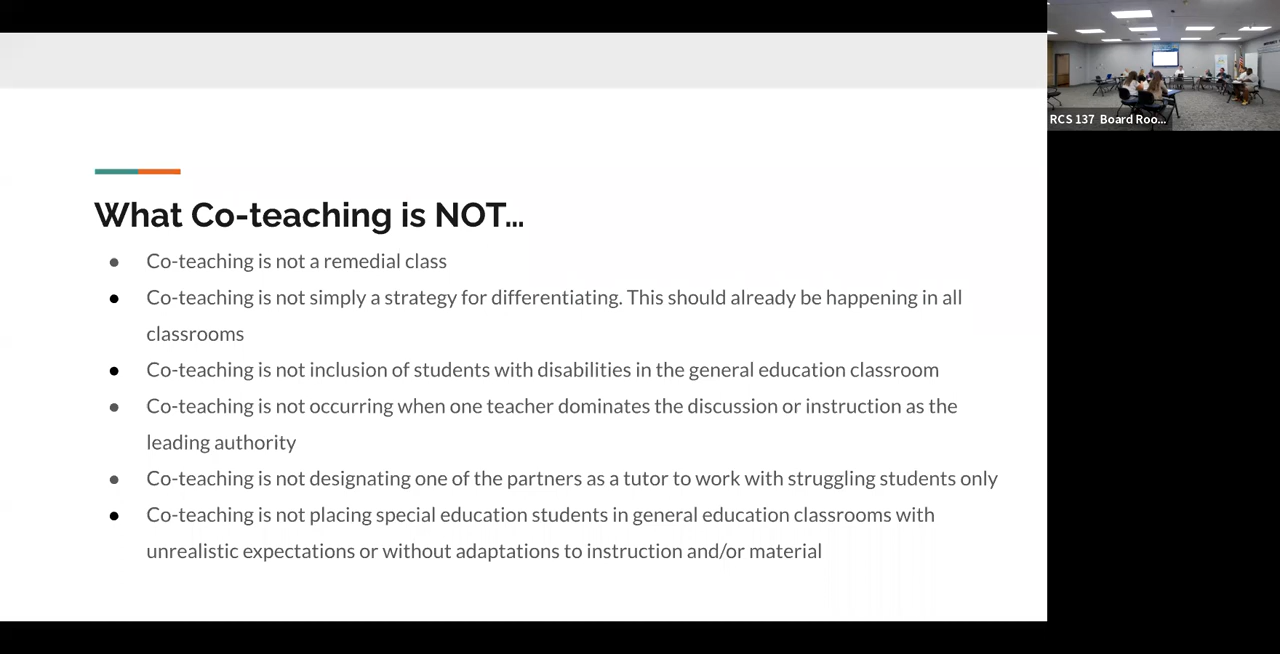 What Co-teaching is NOT...
● Co-teaching is not a remedial class
● Co-teaching is not simply a strategy for differentiating. This should already be happening in all
classrooms
● Co-teaching is not inclusion of students with disabilities in the general education classroom
● Co-teaching is not occurring when one teacher dominates the discussion or instruction as the
leading authority
● Co-teaching is not designating one of the partners as a tutor to work with struggling students only
● Co-teaching is not placing special education students in general education classrooms with
unrealistic expectations or without adaptations to instruction and/or material
RCS 137 Board Roo...